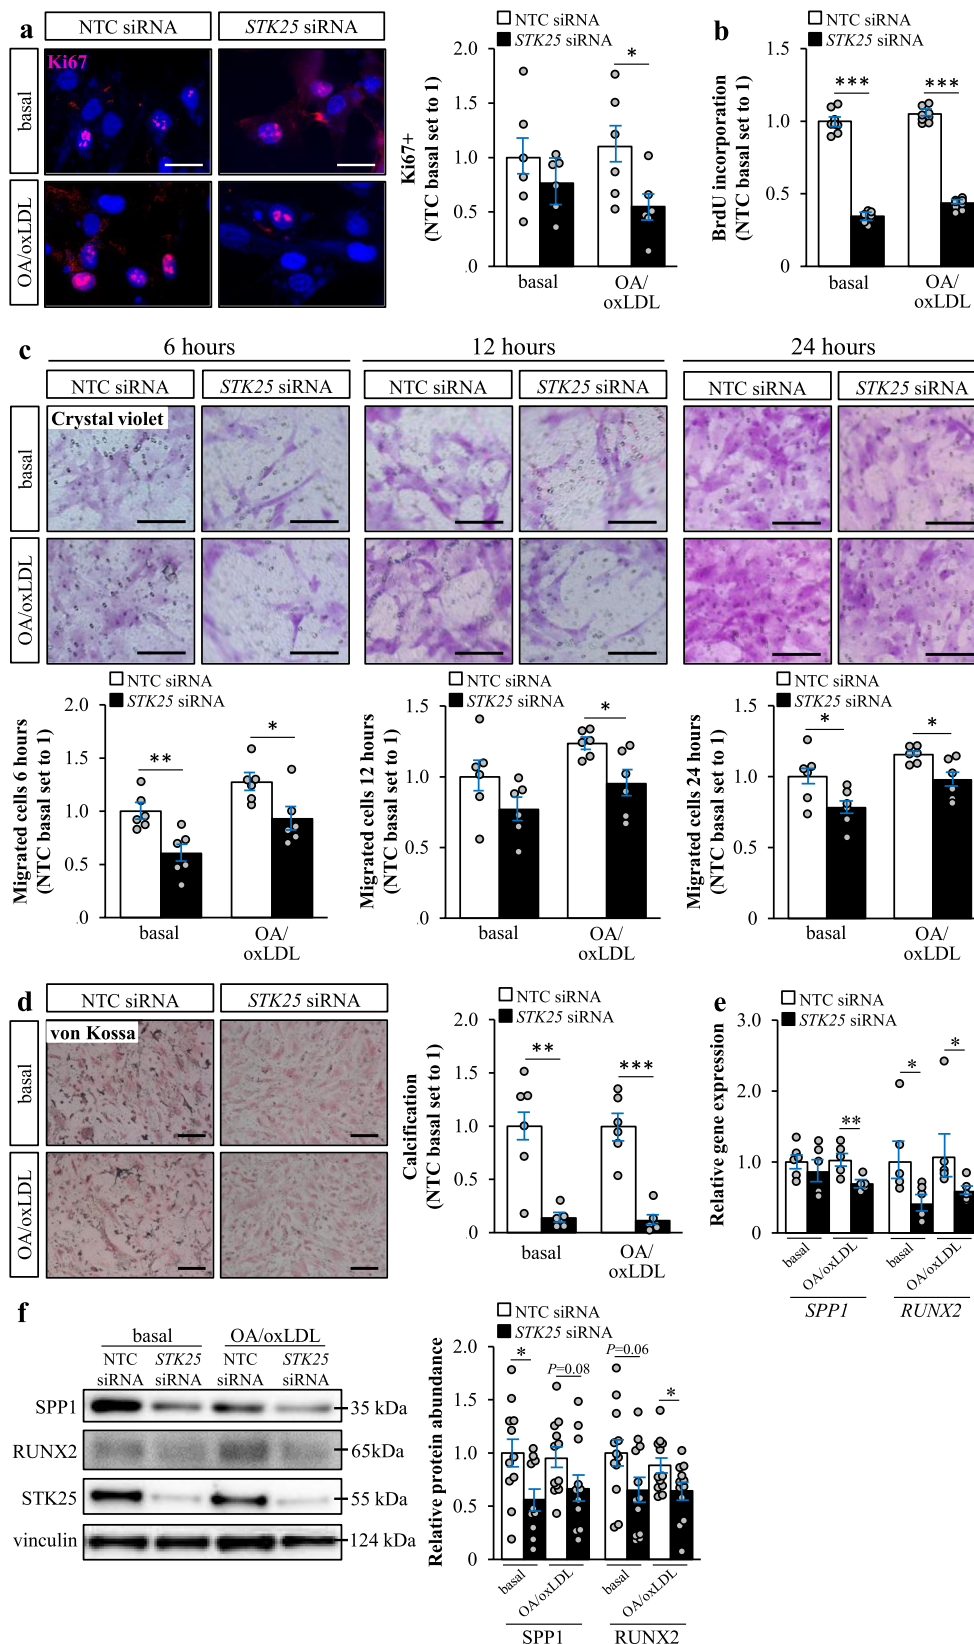 a
NTC siRNA
STK25 siRNA
basal
OA/oxLDL
Ki67
NTC siRNA
STK25 siRNA
Ki67+
(NTC basal set to 1)
2.0
1.5
1.0
0.5
.0
*
basal
OA/
oxLDL
b
NTC siRNA
STK25 siRNA
BrdU incorporation
(NTC basal set to 1)
1.5
1.0
0.5
0
***
***
basal
OA/
oxLDL
c
6 hours
12 hours
24 hours
NTC siRNA
STK25 siRNA
NTC siRNA
STK25 siRNA
NTC siRNA
STK25 siRNA
basal
OA/oxLDL
Crystal violet
NTC siRNA
STK25 siRNA
Migrated cells 6 hours
(NTC basal set to 1)
2.0
1.5
1.0
0.5
.0
**
*
basal
OA/
oxLDL
NTC siRNA
STK25 siRNA
Migrated cells 12 hours
(NTC basal set to 1)
1.5
1.0
0.5
.0
*
basal
OA/
oxLDL
NTC siRNA
STK25 siRNA
Migrated cells 24 hours
(NTC basal set to 1)
1.5
1.0
0.5
0
*
*
basal
OA/
oxLDL
d
NTC siRNA
STK25 siRNA
basal
OA/oxLDL
von Kossa
NTC siRNA
STK25 siRNA
Calcification
(NTC basal set to 1)
2.0
1.5
1.0
0.5
0
**
***
basal
OA/
oxLDL
e
NTC siRNA
STK25 siRNA
Relative gene expression
3.0
2.0
1.0
0
**
*
*
basal
OA/oxLDL
basal
OA/oxLDL
SPP1
RUNX2
f
basal
OA/oxLDL
NTC siRNA
STK25 siRNA
NTC siRNA
STK25 siRNA
SPP1
35 kDa
RUNX2
65kDa
STK25
55 kDa
vinculin
124 kDa
NTC siRNA
STK25 siRNA
Relative protein abundance
2.0
1.5
1.0
0.5
0
*
P=0.08
P=0.06
*
basal
OA/oxLDL
basal
OA/oxLDL
SPP1
RUNX2